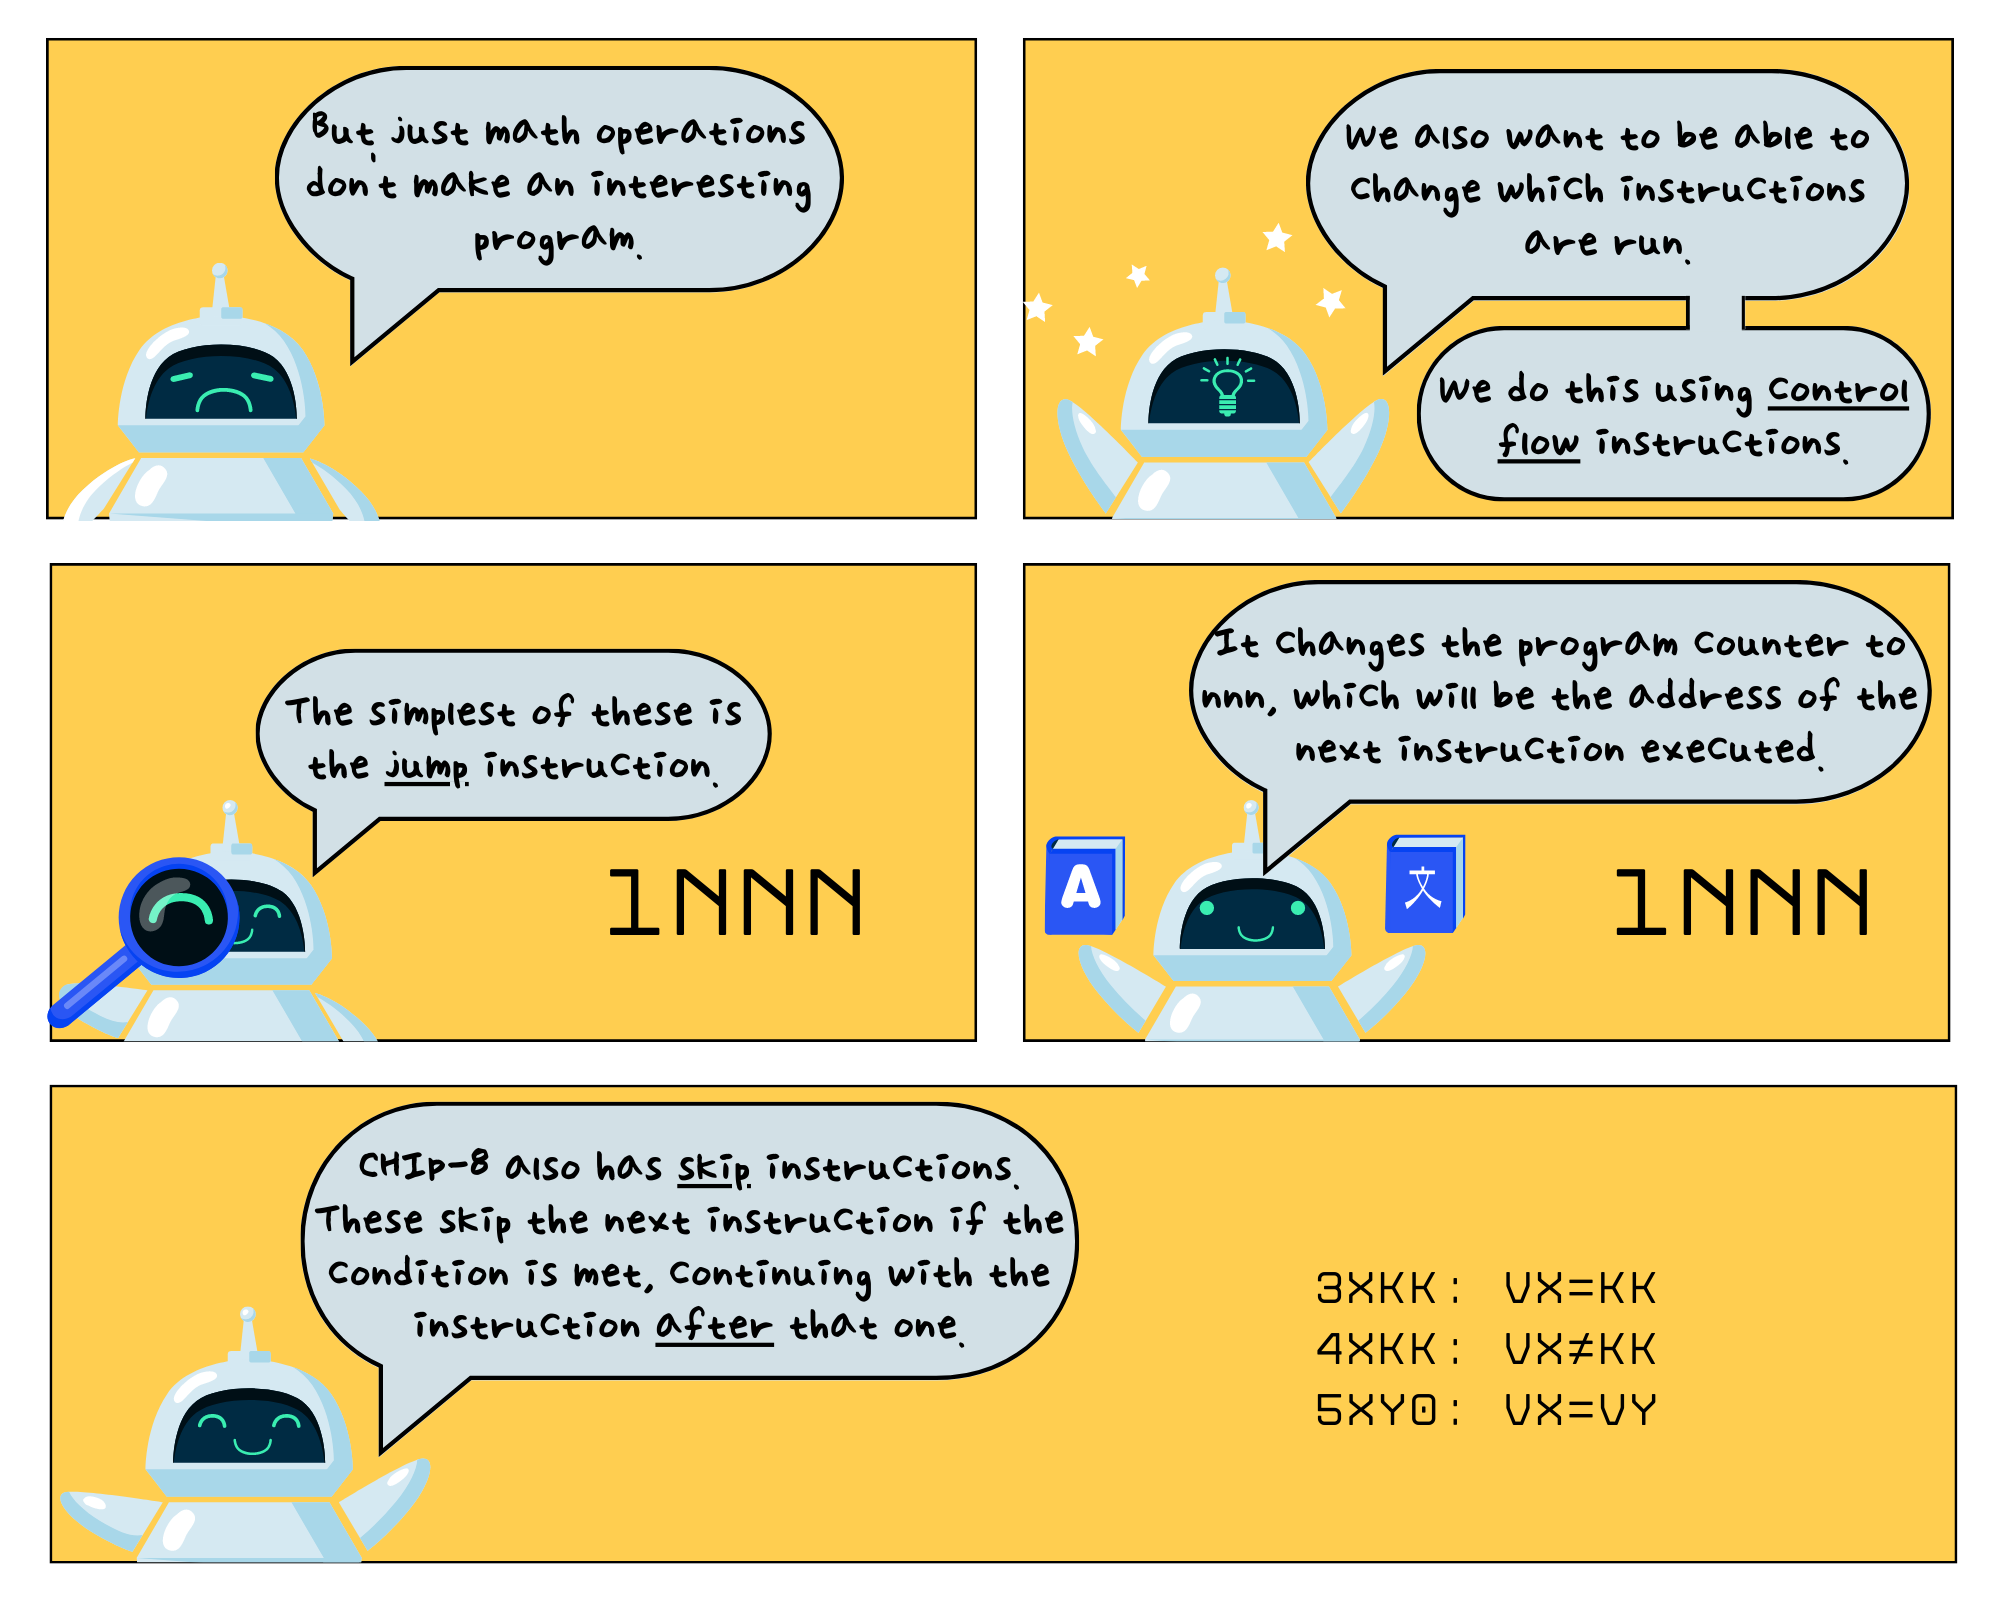 But just math operations
don't make an interesting
program.
We also want to be able to
change which instructions
are run.
We do this using control
flow instructions.
The simplest of these is
the jump instruction.
1NNN
It changes the program counter to
nnn, which will be the address of the
next instruction executed.
A
文
1NNN
CHIP-8 also has skip instructions.
These skip the next instruction if the
condition is met, continuing with the
instruction after that one.
3XKK: VX=KK
4XKK: VX≠KK
5XY0: VX=VY